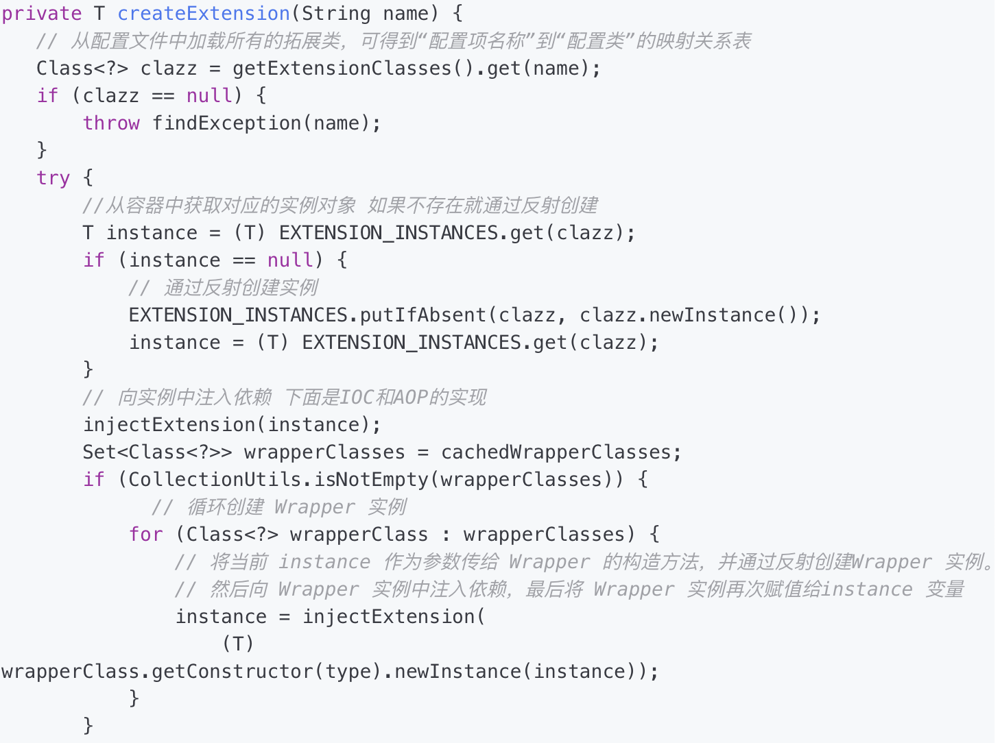 private T createExtension(String name) {
// 从配置文件中加载所有的拓展类，可得到“配置项名称”到“配置类”的映射关系表
Class<?> clazz = getExtensionClasses().get(name);
if (clazz == null) {
throw findException(name);
}
try {
//从容器中获取对应的实例对象 如果不存在就通过反射创建
T instance = (T) EXTENSION_INSTANCES.get(clazz);
if (instance == null) {
// 通过反射创建实例
EXTENSION_INSTANCES.putIfAbsent(clazz, clazz.newInstance());
instance = (T) EXTENSION_INSTANCES.get(clazz);
}
// 向实例中注入依赖 下面是IOC和AOP的实现
injectExtension(instance);
Set<Class<?>> wrapperClasses = cachedWrapperClasses;
if (CollectionUtils.isNotEmpty(wrapperClasses)) {
// 循环创建 Wrapper 实例
for (Class<?> wrapperClass : wrapperClasses) {
// 将当前 instance 作为参数传给 Wrapper 的构造方法，并通过反射创建Wrapper 实例。
// 然后向 Wrapper 实例中注入依赖，最后将 Wrapper 实例再次赋值给instance 变量
instance = injectExtension(
(T)
wrapperClass.getConstructor(type).newInstance(instance));
}
}